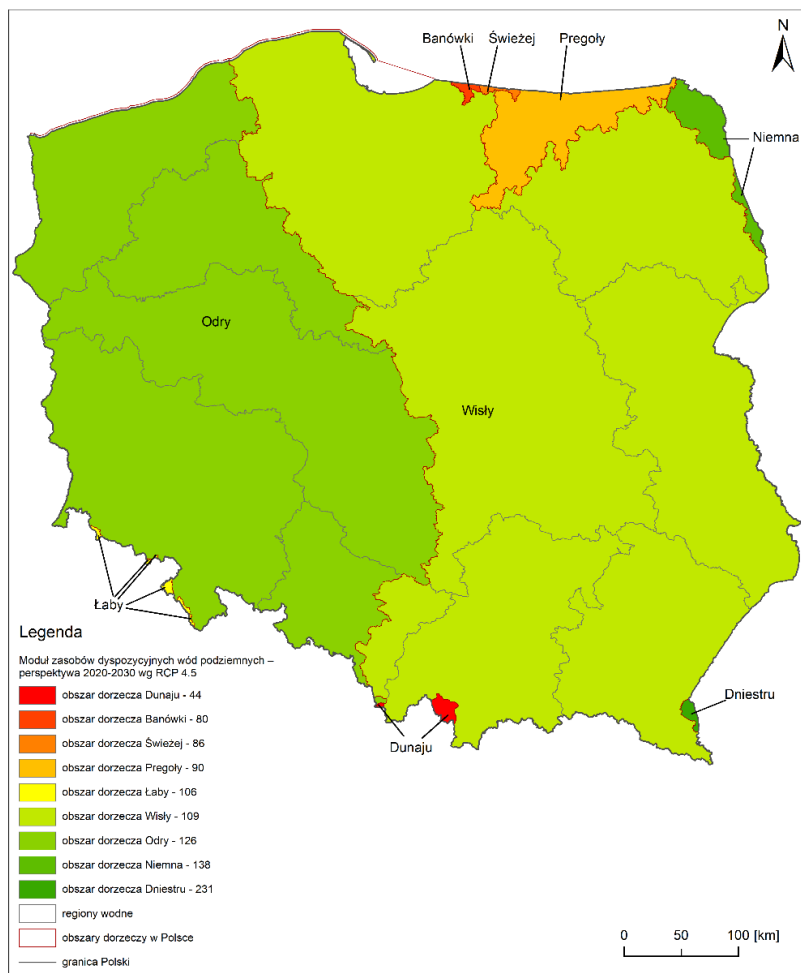 Banówki
Świeżej
Pregoły
N
Niemna
Odry
Wisły
Łaby
Dunaju
Dniestru
Legenda
Moduł zasobów dyspozycyjnych wód podziemnych –
perspektywa 2020-2030 wg RCP 4.5
obszar dorzecza Dunaju - 44
obszar dorzecza Banówki - 80
obszar dorzecza Świeżej - 86
obszar dorzecza Pregoły - 90
obszar dorzecza Łaby - 106
obszar dorzecza Wisły - 109
obszar dorzecza Odry - 126
obszar dorzecza Niemna - 138
obszar dorzecza Dniestru - 231
regiony wodne
obszary dorzeczy w Polsce
granica Polski
0 50 100 [km]